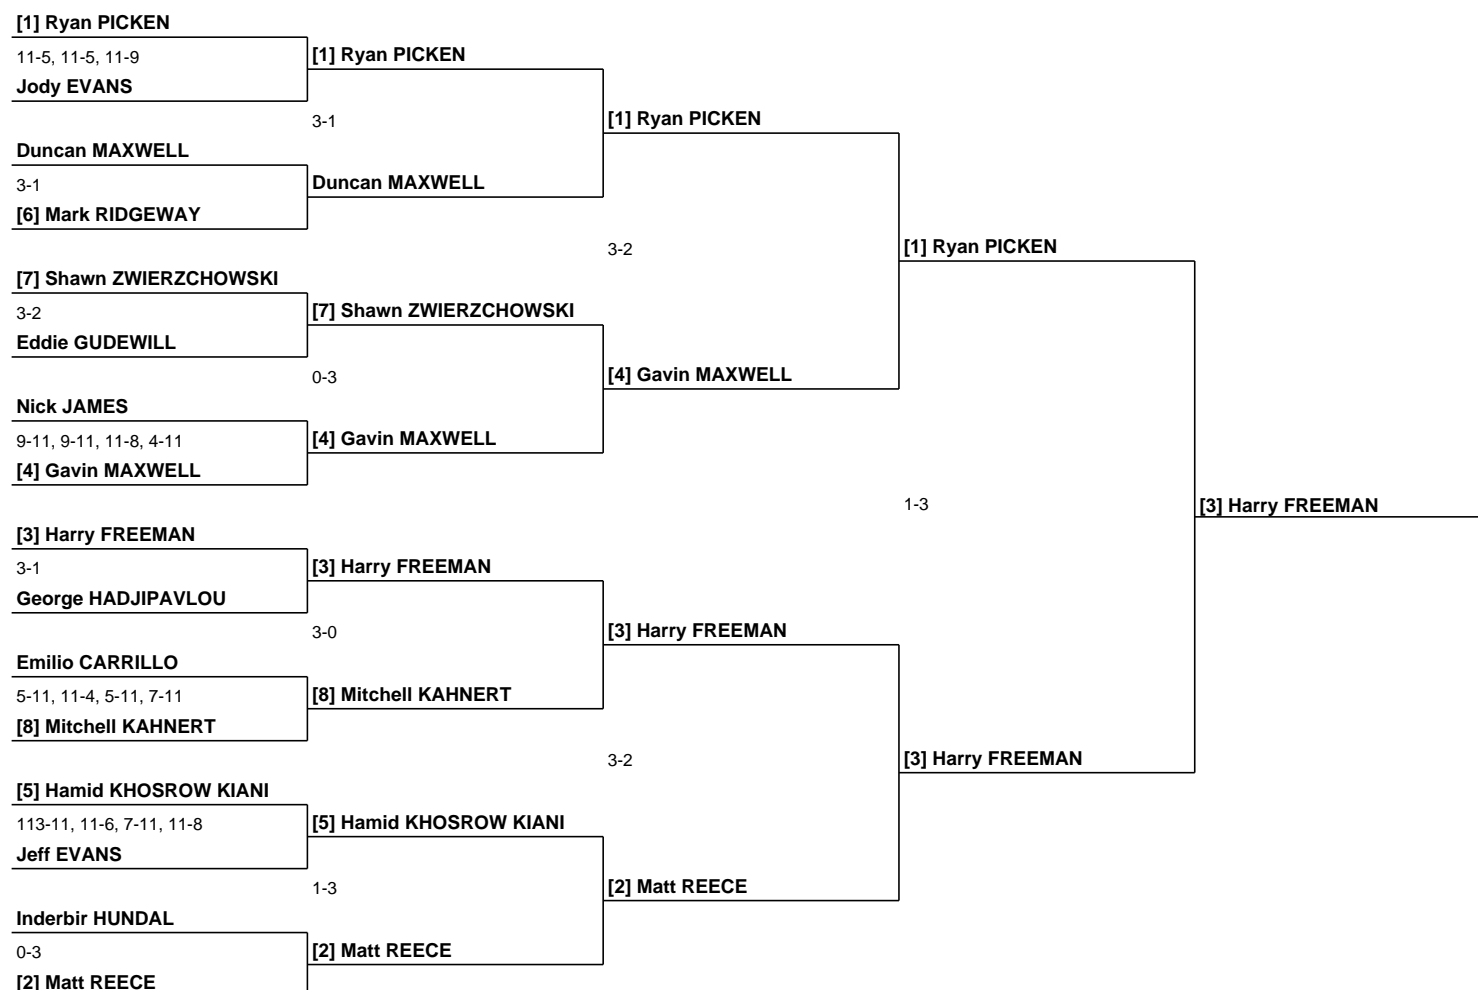 [1] Ryan PICKEN
11-5, 11-5, 11-9
[1] Ryan PICKEN
Jody EVANS
3-1
[1] Ryan PICKEN
Duncan MAXWELL
3-1
Duncan MAXWELL
[6] Mark RIDGEWAY
3-2
[1] Ryan PICKEN
[7] Shawn ZWIERZCHOWSKI
3-2
[7] Shawn ZWIERZCHOWSKI
Eddie GUDEWILL
0-3
[4] Gavin MAXWELL
Nick JAMES
9-11, 9-11, 11-8, 4-11
[4] Gavin MAXWELL
[4] Gavin MAXWELL
1-3
[3] Harry FREEMAN
[3] Harry FREEMAN
3-1
[3] Harry FREEMAN
George HADJIPAVLOU
3-0
[3] Harry FREEMAN
Emilio CARRILLO
5-11, 11-4, 5-11, 7-11
[8] Mitchell KAHNERT
[8] Mitchell KAHNERT
3-2
[3] Harry FREEMAN
[5] Hamid KHOSROW KIANI
113-11, 11-6, 7-11, 11-8
[5] Hamid KHOSROW KIANI
Jeff EVANS
1-3
[2] Matt REECE
Inderbir HUNDAL
0-3
[2] Matt REECE
[2] Matt REECE